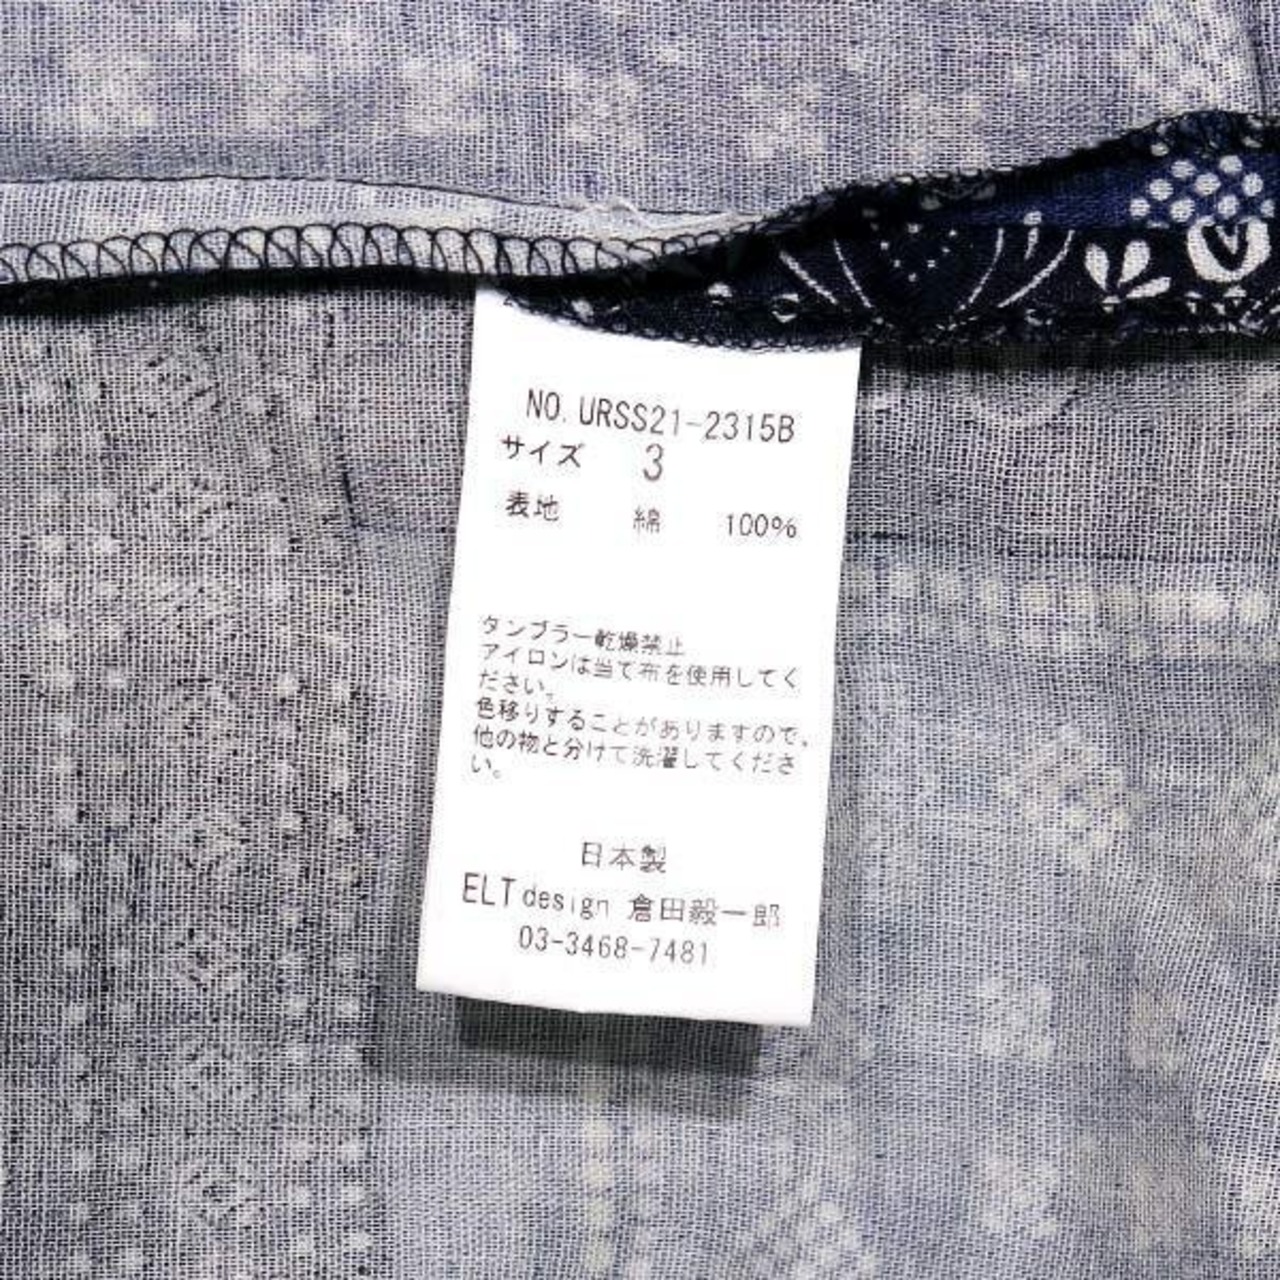 NO. URSS21-2315B
サイズ 3
表地 綿 100%
タンブラー乾燥禁止
アイロンは当て布を使用してく
ださい。
色移りすることがありますので、
他の物と分けて洗濯してくださ
い。
日本製
ELT design 倉田毅一郎
03-3468-7481